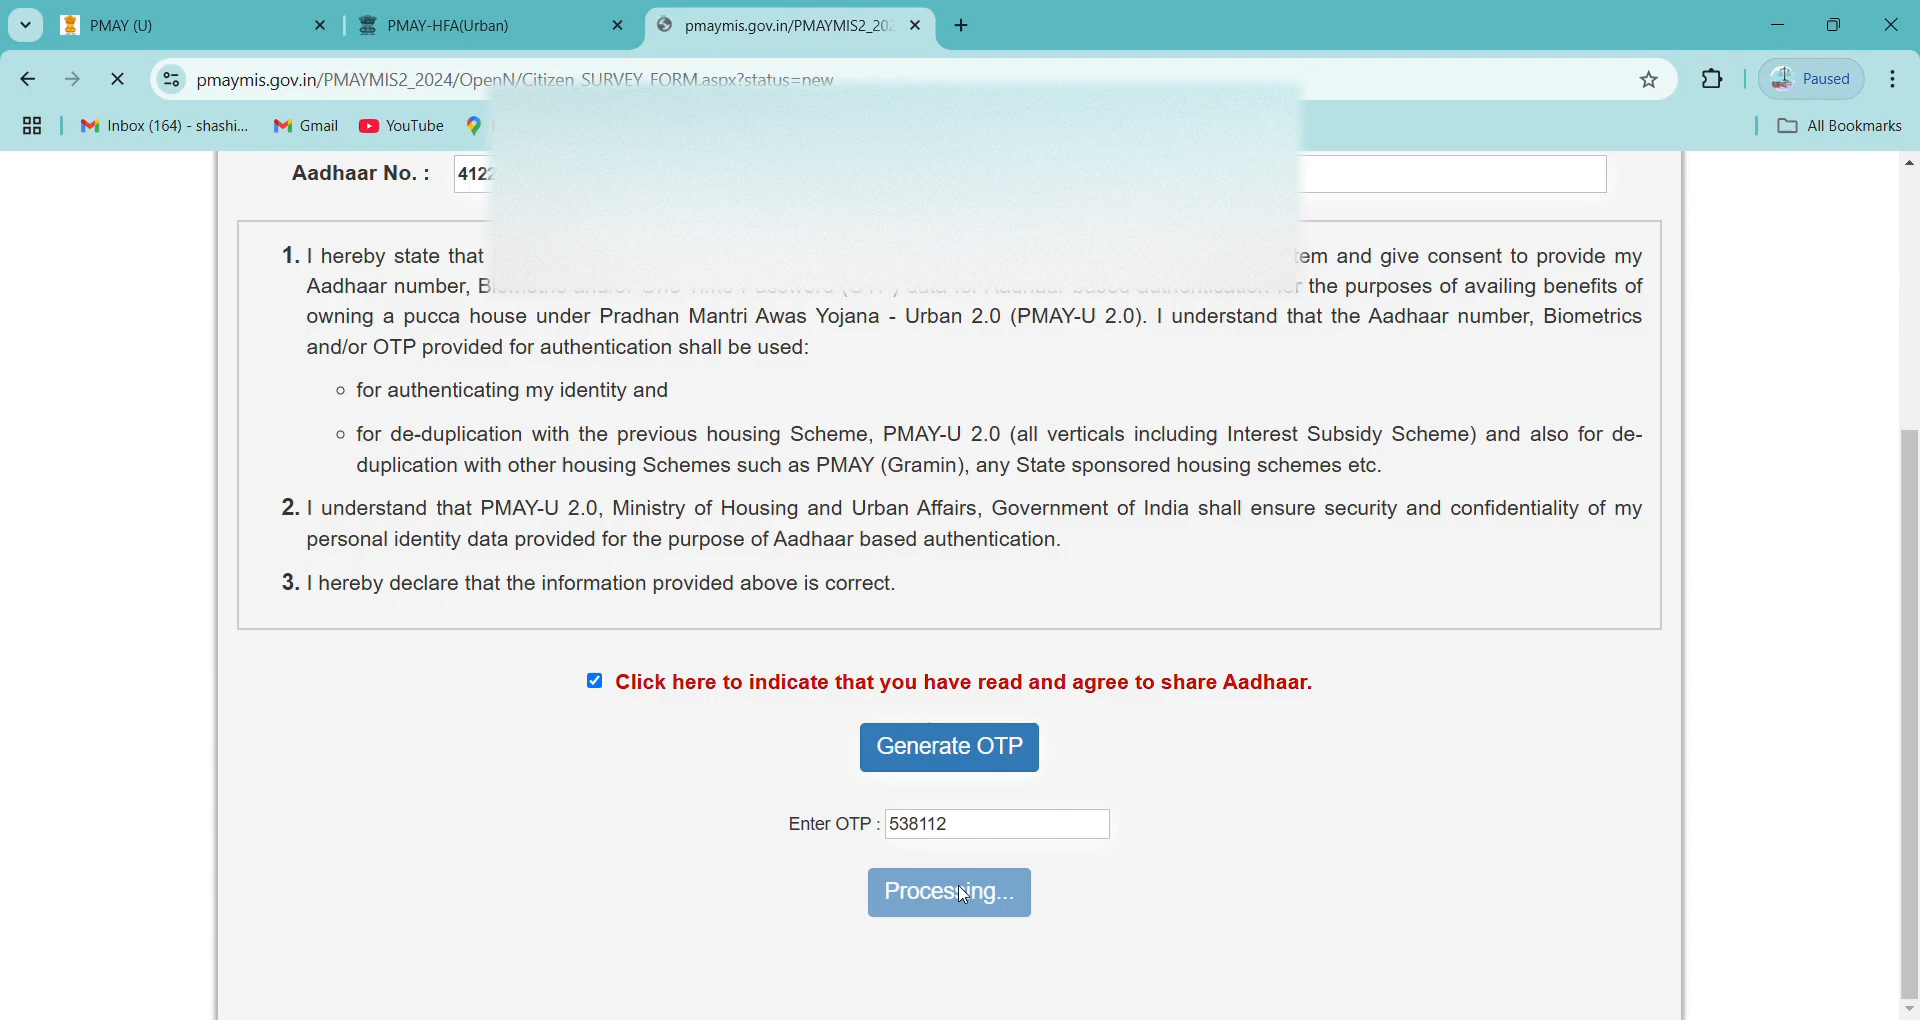 PMAY (U)
PMAY-HFA(Urban)
pmaymis.gov.in/PMAYMIS2_202
pmaymis.gov.in/PMAYMIS2_2024/OpenN/Citizen_SURVEY_FORM.aspx?status=new
Paused
Inbox (164) - shashi...
Gmail
YouTube
All Bookmarks
Aadhaar No. : 4122
1. I hereby state that tem and give consent to provide my
Aadhaar number, the purposes of availing benefits of
owning a pucca house under Pradhan Mantri Awas Yojana - Urban 2.0 (PMAY-U 2.0). I understand that the Aadhaar number, Biometrics
and/or OTP provided for authentication shall be used:
for authenticating my identity and
for de-duplication with the previous housing Scheme, PMAY-U 2.0 (all verticals including Interest Subsidy Scheme) and also for de-
duplication with other housing Schemes such as PMAY (Gramin), any State sponsored housing schemes etc.
2. I understand that PMAY-U 2.0, Ministry of Housing and Urban Affairs, Government of India shall ensure security and confidentiality of my
personal identity data provided for the purpose of Aadhaar based authentication.
3. I hereby declare that the information provided above is correct.
Click here to indicate that you have read and agree to share Aadhaar.
Generate OTP
Enter OTP : 538112
Processing...